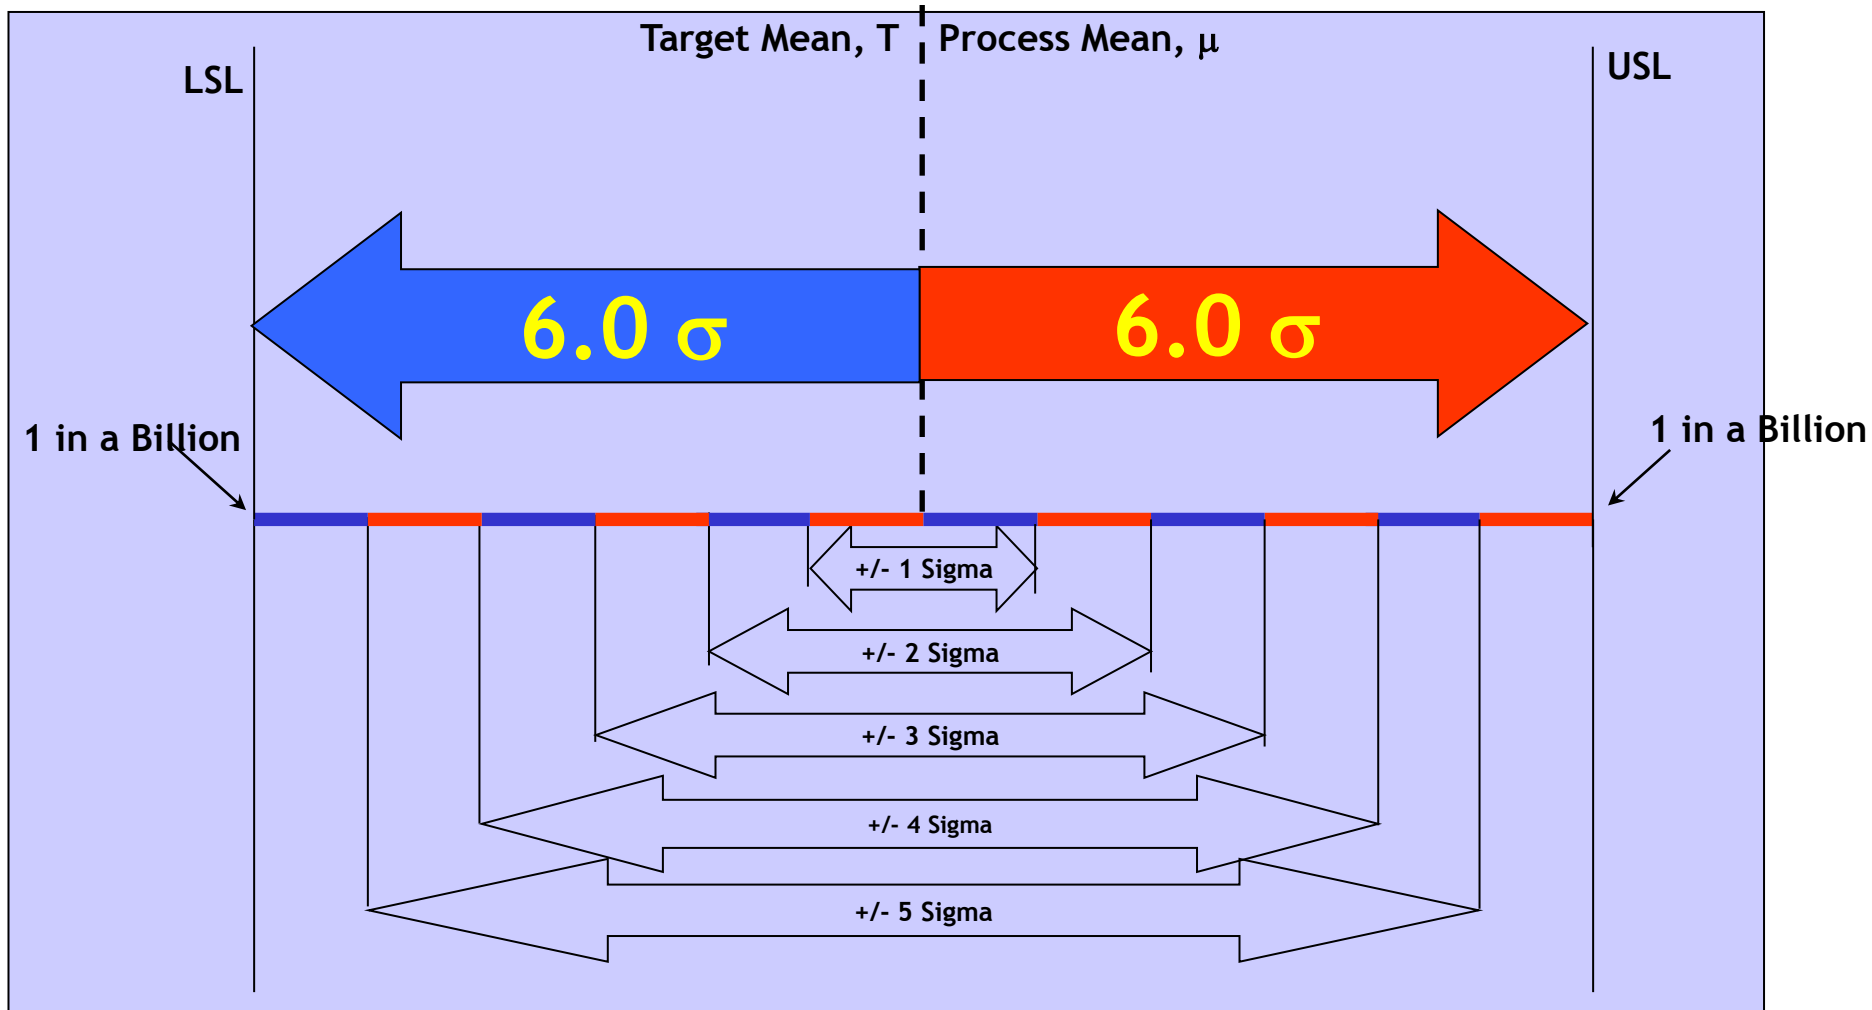 Target Mean, T
Process Mean, μ
LSL
USL
6.0 σ
6.0 σ
1 in a Billion
1 in a Billion
+/- 1 Sigma
+/- 2 Sigma
+/- 3 Sigma
+/- 4 Sigma
+/- 5 Sigma